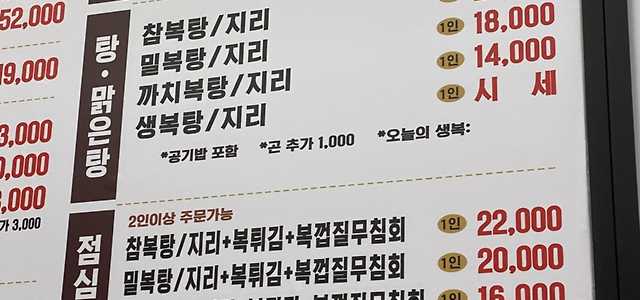 52,000
19,000
3,000
0,000
3,000
가 3,000
탕·맑은탕
참복탕/지리
밀복탕/지리 1인 18,000
까치복탕/지리 1인 14,000
생복탕/지리 1인 시 세
*공기밥 포함 *곤 추가 1,000 *오늘의 생복:
점심
2인이상 주문가능
참복탕/지리+복튀김+복껍질무침회 1인 22,000
밀복탕/지리+복튀김+복껍질무침회 1인 20,000
1인 16,000